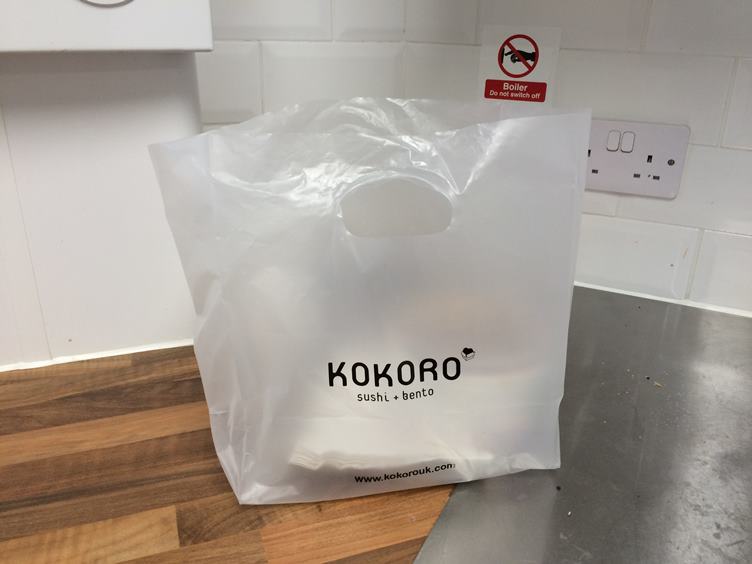 Boiler
Do not switch off
KOKORO
sushi + bento
www.kokorouk.com